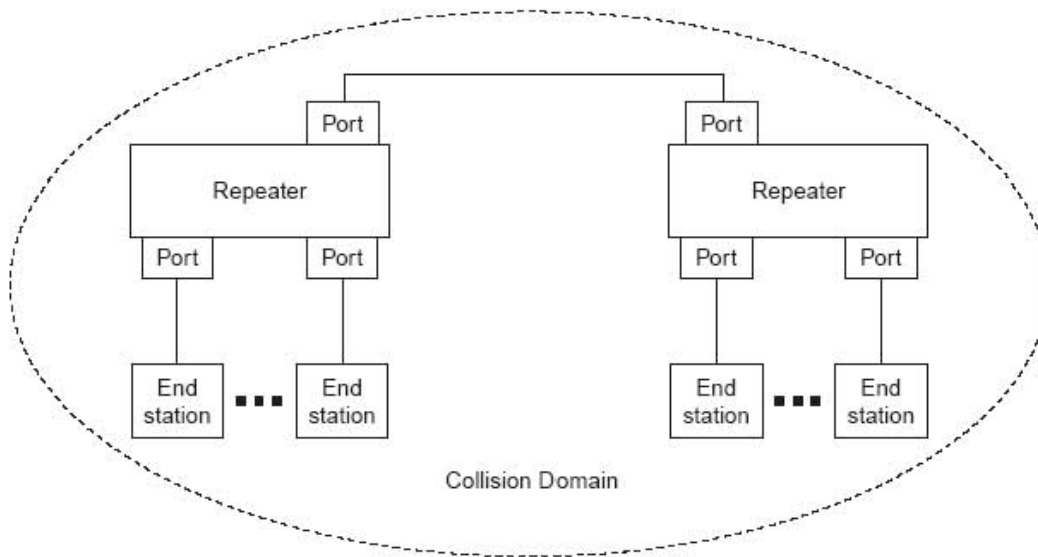 Port
Port
Repeater
Repeater
Port
Port
Port
Port
End
station
End
station
End
station
End
station
Collision Domain